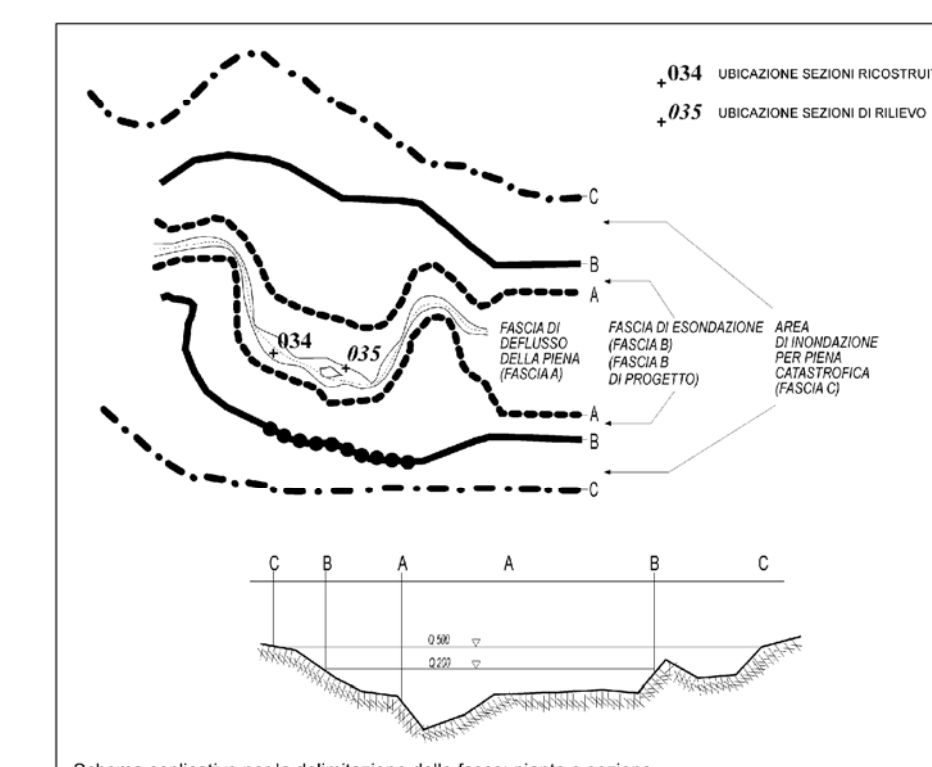 +034 UBICAZIONE SEZIONI RICOSTRUIT
+035 UBICAZIONE SEZIONI DI RILIEVO
C
B
A
+034
035
+
FASCIA DI
DEFLUSSO
DELLA PIENA
(FASCIA A)
FASCIA DI ESONDAZIONE
(FASCIA B)
(FASCIA B
DI PROGETTO)
AREA
DI INONDAZIONE
PER PIENA
CATASTROFICA
(FASCIA C)
A
B
C
C B A A B C
Q 500
Q 200